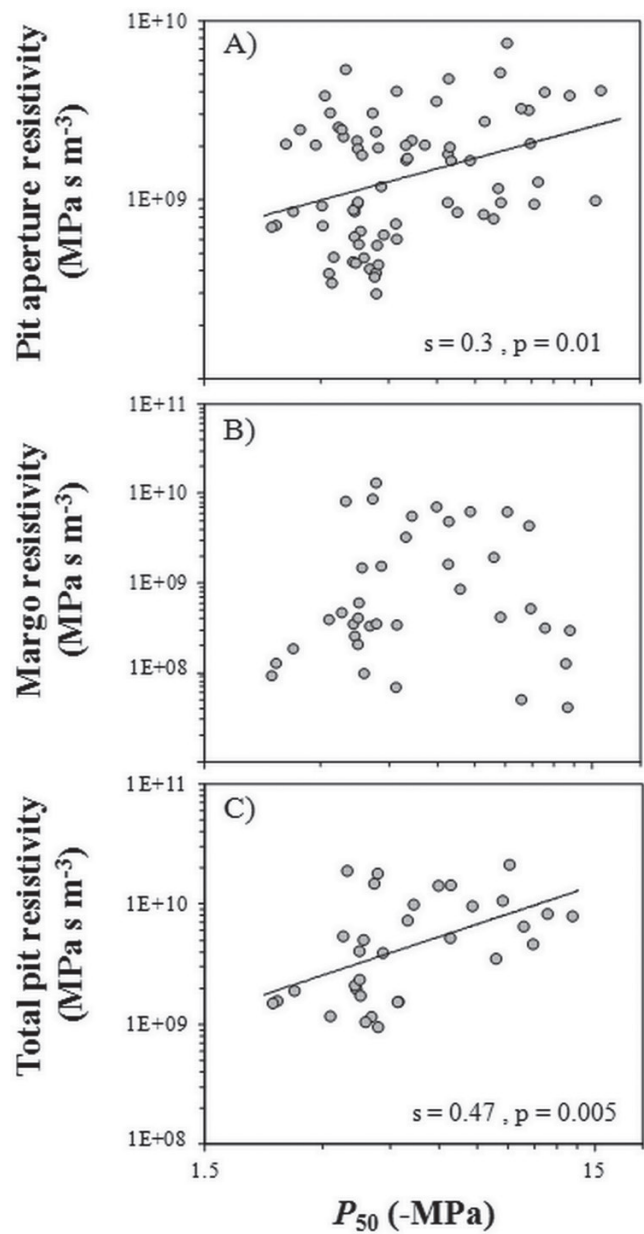 Pit aperture resistivity
(MPa s m-3)
1E+10
A)
1E+09
s = 0.3 , p = 0.01
Margo resistivity
(MPa s m-3)
1E+11
B)
1E+10
1E+09
1E+08
Total pit resistivity
(MPa s m-3)
1E+11
C)
1E+10
1E+09
1E+08
s = 0.47, p = 0.005
1.5
15
P50 (-MPa)